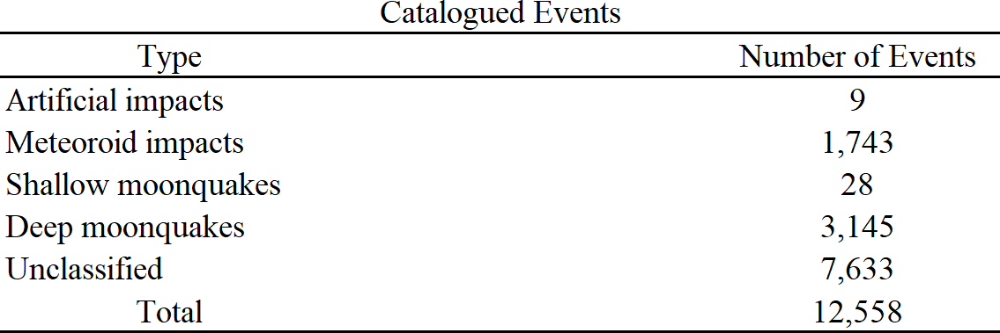 Catalogued Events
Type Number of Events
Artificial impacts 9
Meteoroid impacts 1,743
Shallow moonquakes 28
Deep moonquakes 3,145
Unclassified 7,633
Total 12,558